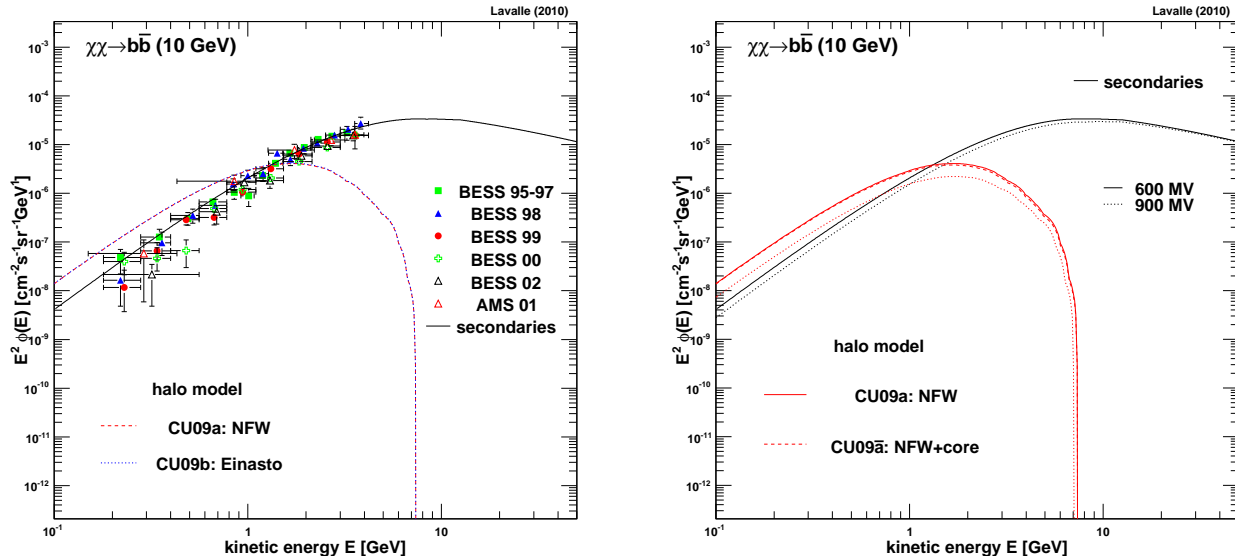 Lavalle (2010)
χχ→bb̄ (10 GeV)
E² ϕ(E) [cm⁻²s⁻¹sr⁻¹GeV¹]
10⁻³
10⁻⁴
10⁻⁵
10⁻⁶
10⁻⁷
10⁻⁸
10⁻⁹
10⁻¹⁰
10⁻¹¹
10⁻¹²
BESS 95-97
BESS 98
BESS 99
BESS 00
BESS 02
AMS 01
secondaries
halo model
CU09a: NFW
CU09b: Einasto
10⁻¹ 1 10
kinetic energy E [GeV]
Lavalle (2010)
χχ→bb̄ (10 GeV)
secondaries
600 MV
900 MV
E² ϕ(E) [cm⁻²s⁻¹sr⁻¹GeV¹]
10⁻³
10⁻⁴
10⁻⁵
10⁻⁶
10⁻⁷
10⁻⁸
10⁻⁹
10⁻¹⁰
10⁻¹¹
10⁻¹²
halo model
CU09a: NFW
CU09a̅: NFW+core
10⁻¹ 1 10
kinetic energy E [GeV]